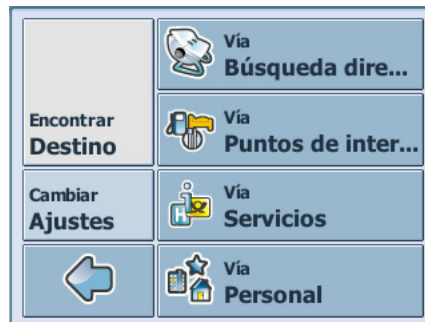 Encontrar
Destino
Cambiar
Ajustes
Vía
Búsqueda dire...
Vía
Puntos de inter...
Vía
Servicios
Vía
Personal
H